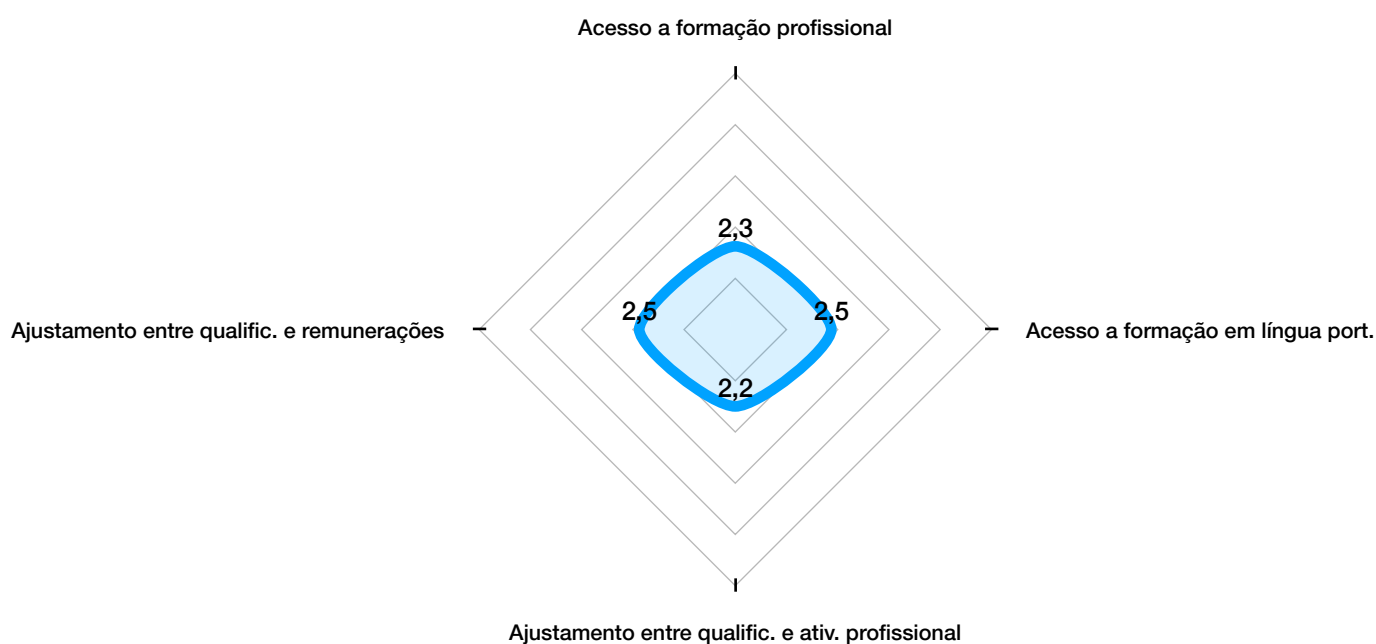 Acesso a formação profissional
2,3
2,5
2,5
Ajustamento entre qualific. e remunerações
Acesso a formação em língua port.
2,2
Ajustamento entre qualific. e ativ. profissional